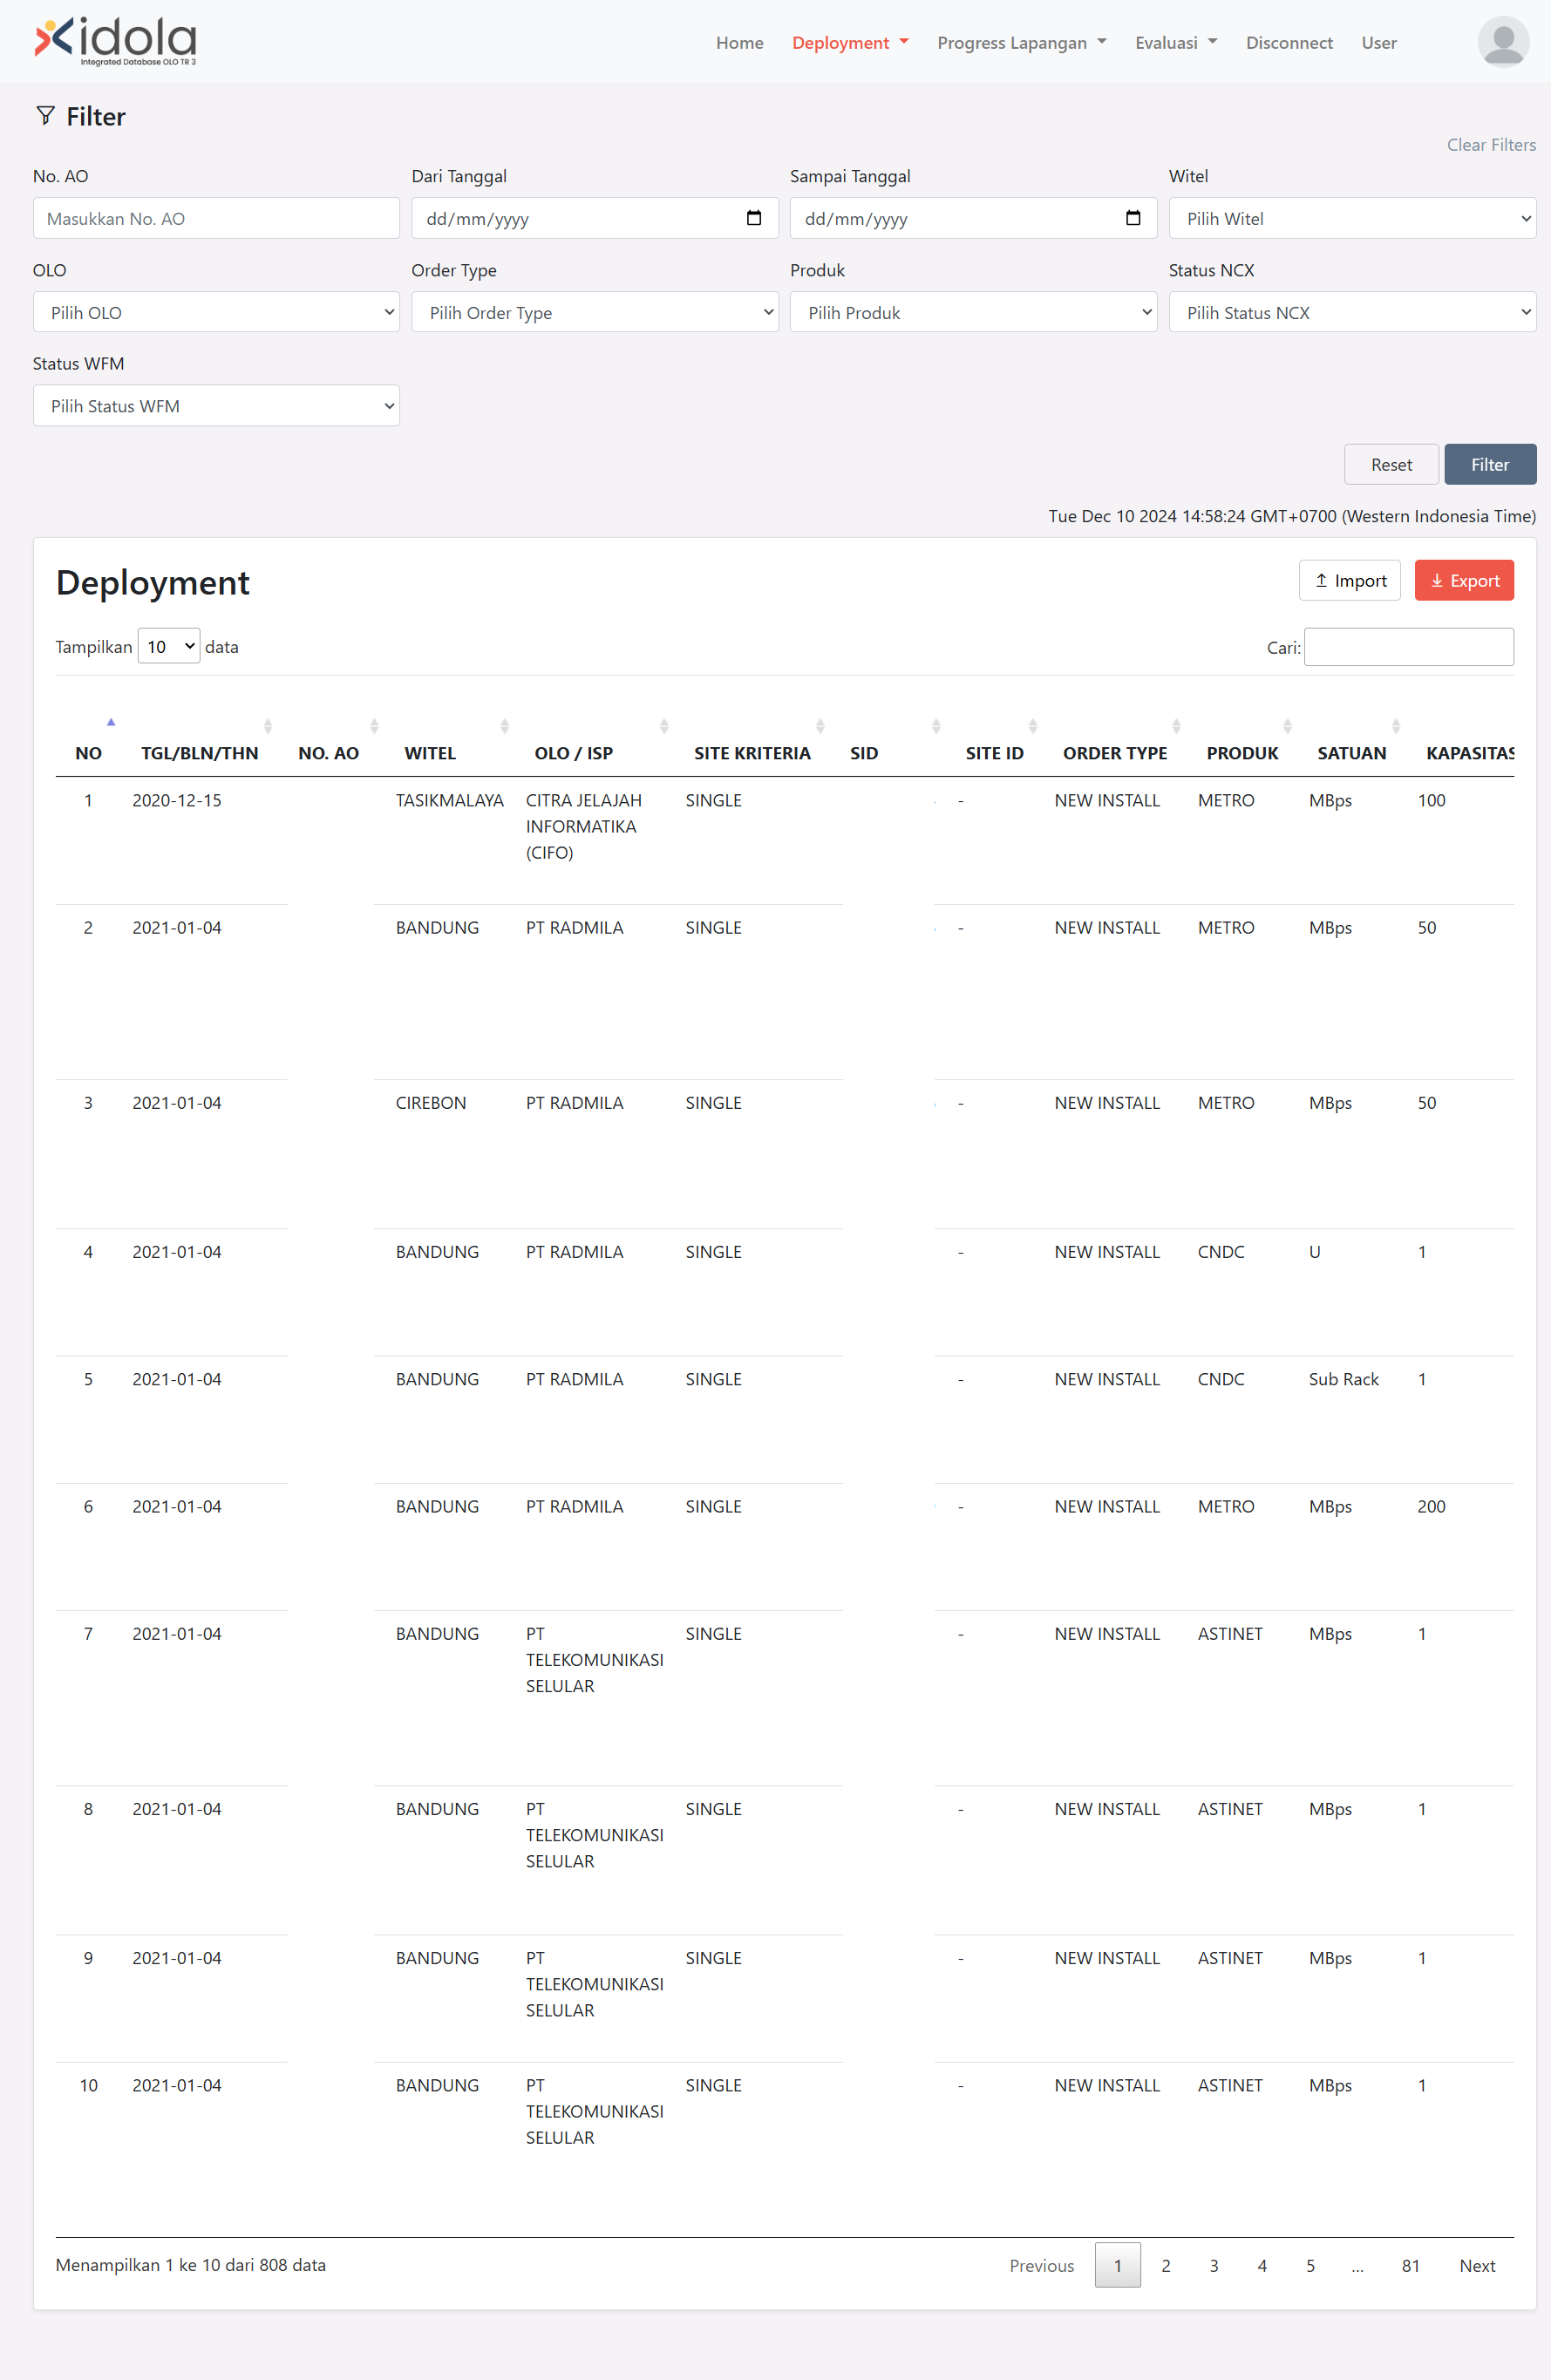 idola
Integrated Database OLO TR 3
Home Deployment Progress Lapangan Evaluasi Disconnect User
Filter
Clear Filters
No. AO Dari Tanggal Sampai Tanggal Witel
Masukkan No. AO dd/mm/yyyy dd/mm/yyyy Pilih Witel
OLO Order Type Produk Status NCX
Pilih OLO Pilih Order Type Pilih Produk Pilih Status NCX
Status WFM
Pilih Status WFM
Reset Filter
Tue Dec 10 2024 14:58:24 GMT+0700 (Western Indonesia Time)
Deployment Import Export
Tampilkan 10 data Cari:
NO TGL/BLN/THN NO. AO WITEL OLO / ISP SITE KRITERIA SID SITE ID ORDER TYPE PRODUK SATUAN KAPASITAS
1 2020-12-15 TASIKMALAYA CITRA JELAJAH SINGLE - NEW INSTALL METRO MBps 100
INFORMATIKA
(CIFO)
2 2021-01-04 BANDUNG PT RADMILA SINGLE - NEW INSTALL METRO MBps 50
3 2021-01-04 CIREBON PT RADMILA SINGLE - NEW INSTALL METRO MBps 50
4 2021-01-04 BANDUNG PT RADMILA SINGLE - NEW INSTALL CNDC U 1
5 2021-01-04 BANDUNG PT RADMILA SINGLE - NEW INSTALL CNDC Sub Rack 1
6 2021-01-04 BANDUNG PT RADMILA SINGLE - NEW INSTALL METRO MBps 200
7 2021-01-04 BANDUNG PT SINGLE - NEW INSTALL ASTINET MBps 1
TELEKOMUNIKASI
SELULAR
8 2021-01-04 BANDUNG PT SINGLE - NEW INSTALL ASTINET MBps 1
TELEKOMUNIKASI
SELULAR
9 2021-01-04 BANDUNG PT SINGLE - NEW INSTALL ASTINET MBps 1
TELEKOMUNIKASI
SELULAR
10 2021-01-04 BANDUNG PT SINGLE - NEW INSTALL ASTINET MBps 1
TELEKOMUNIKASI
SELULAR
Menampilkan 1 ke 10 dari 808 data Previous 1 2 3 4 5 … 81 Next